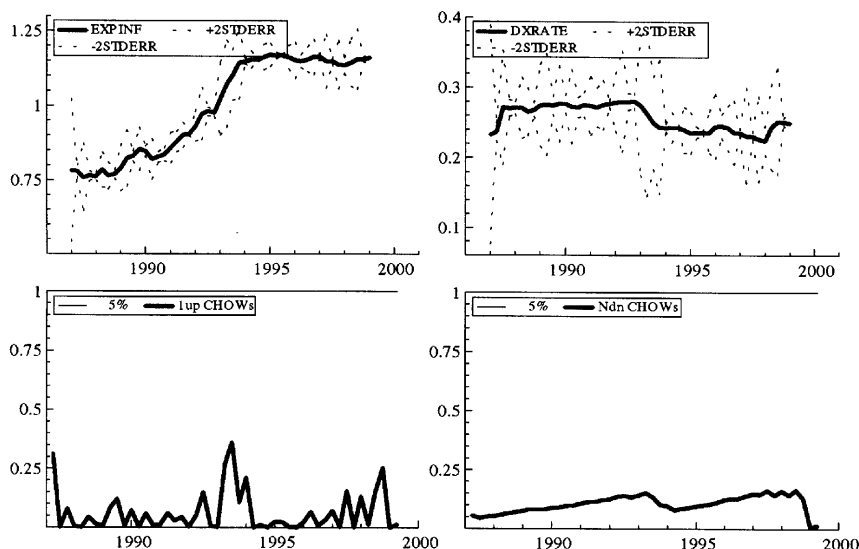 1.25
EXPINF +2STDERR
-2STDERR
1
0.75
1990 1995 2000
0.4
DXRATE +2STDERR
-2STDERR
0.3
0.2
0.1
1990 1995 2000
1
5% 1up CHOWs
0.75
0.5
0.25
1990 1995 2000
1
5% Ndn CHOWs
0.75
0.5
0.25
1990 1995 2000